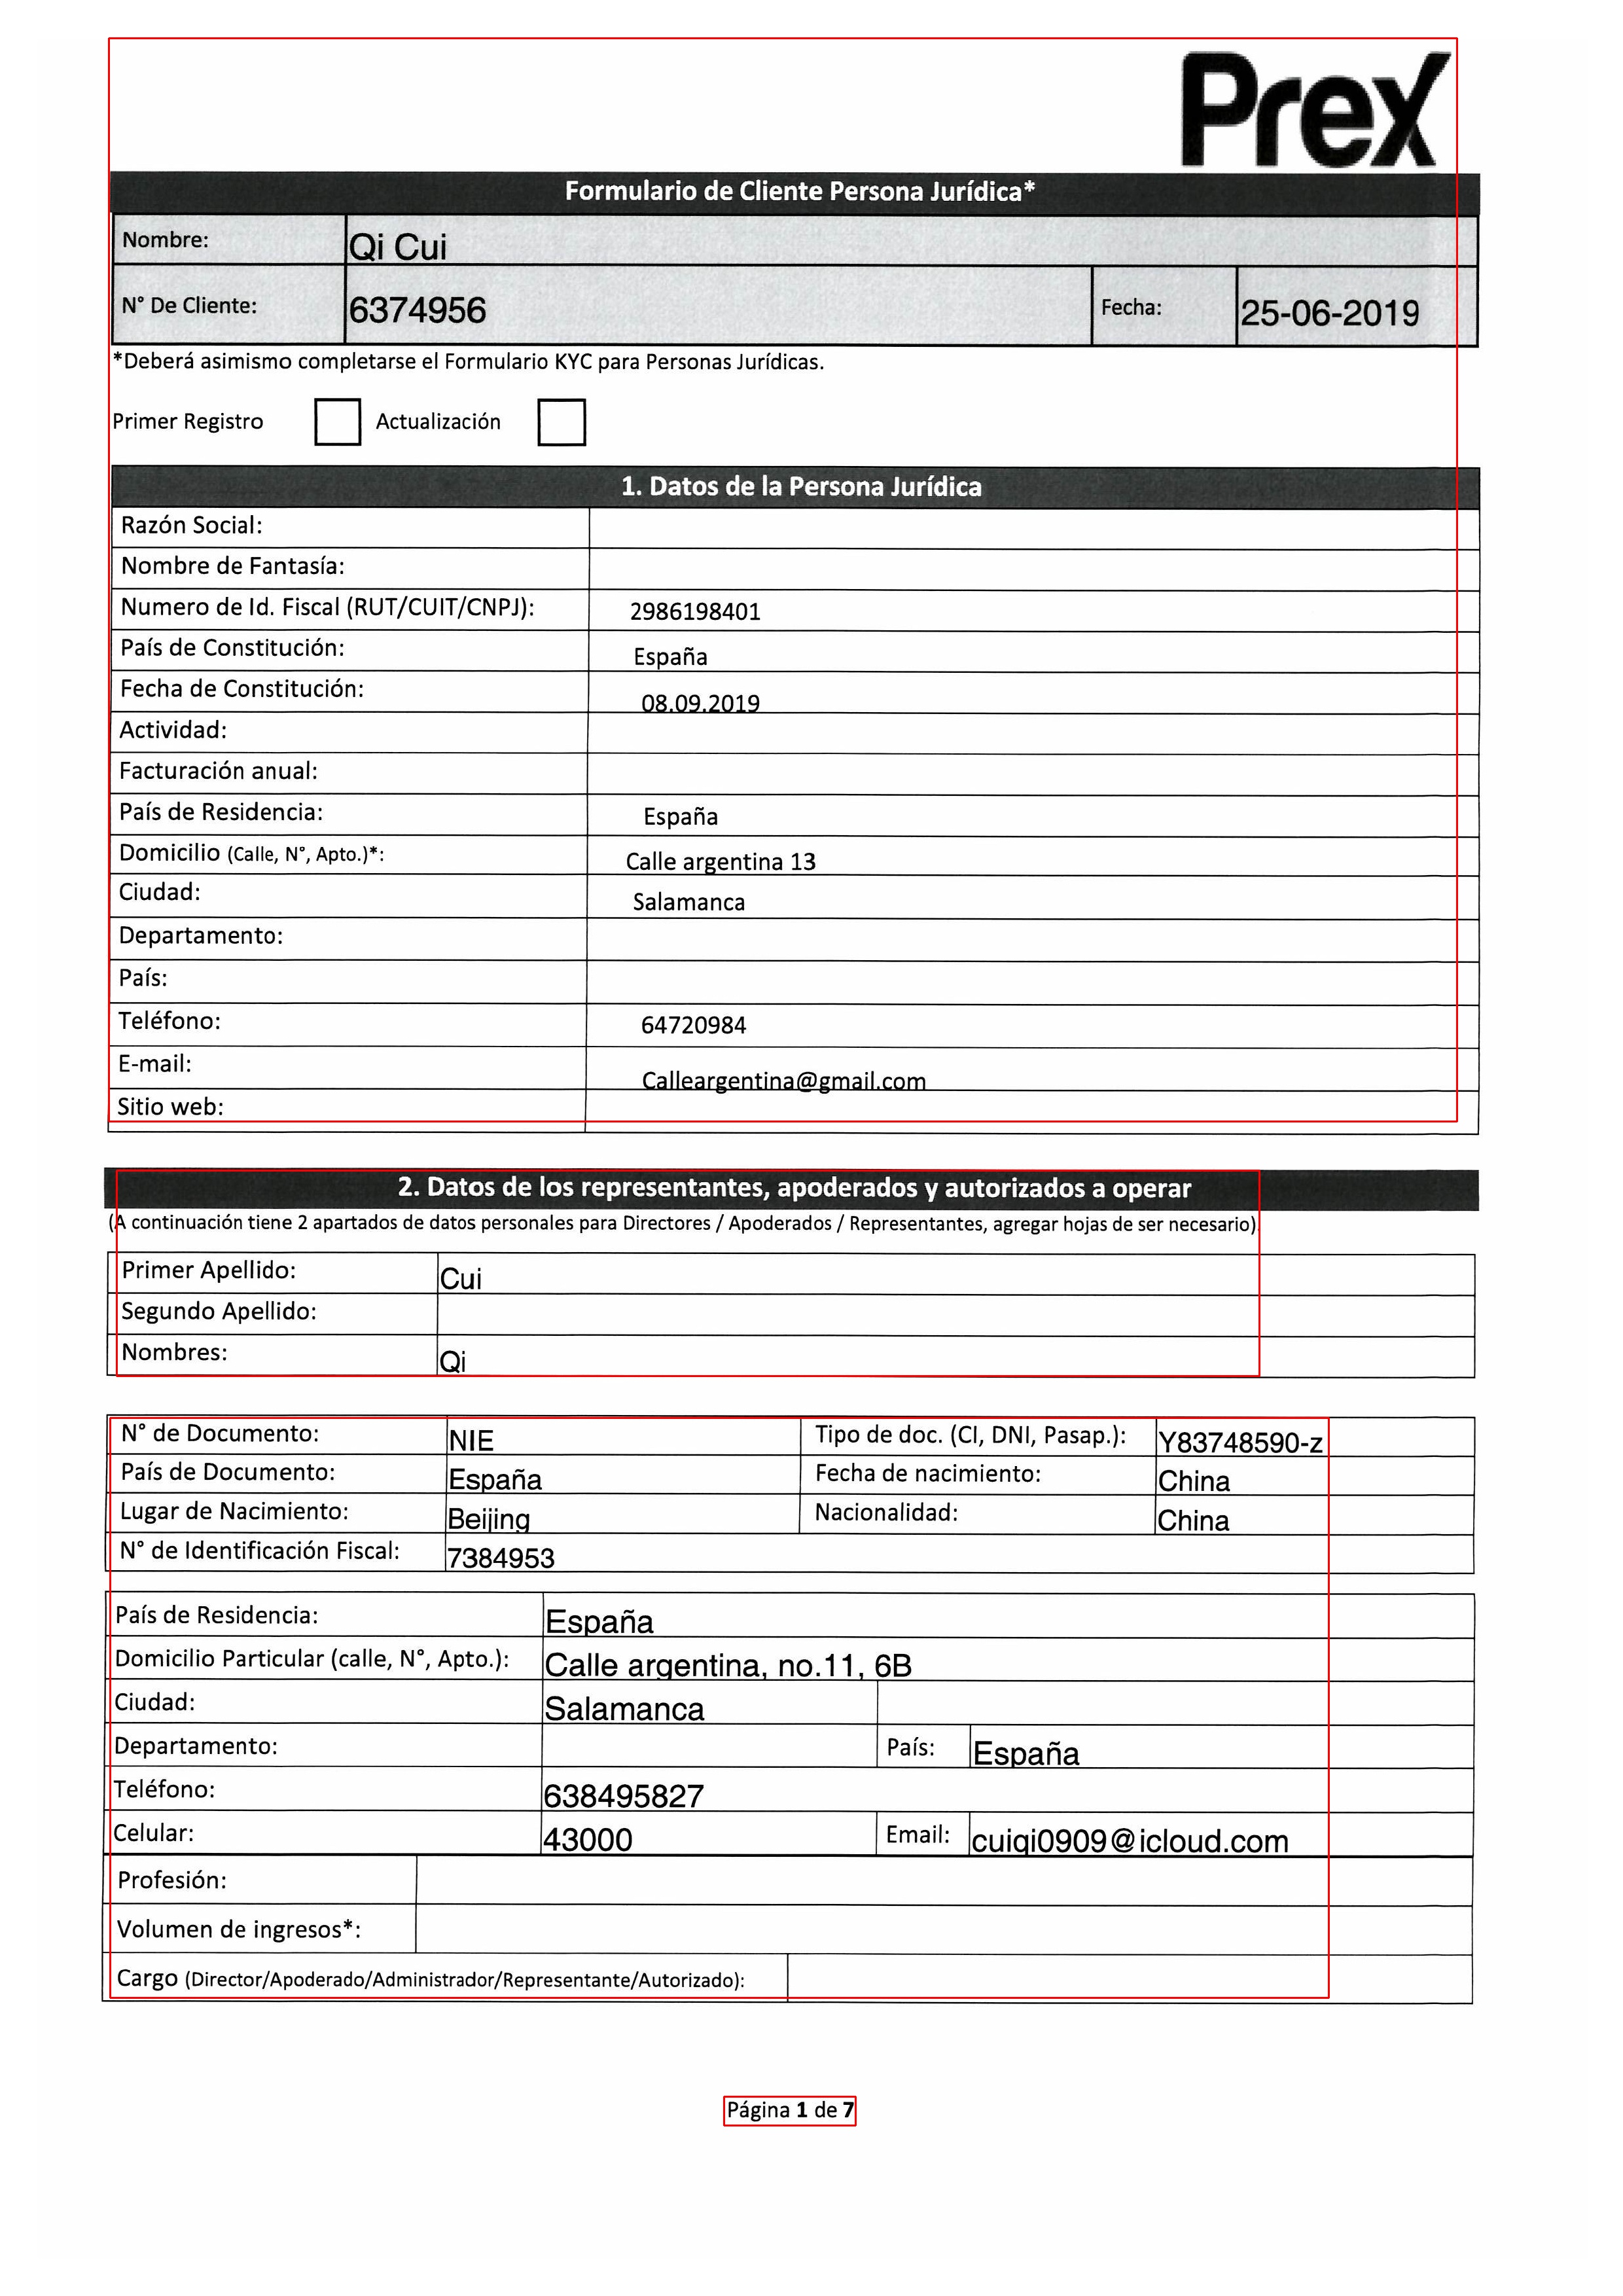 Prex
Formulario de Cliente Persona Jurídica*
Nombre: Qi Cui
N° De Cliente: 6374956 Fecha: 25-06-2019
*Deberá asimismo completarse el Formulario KYC para Personas Jurídicas.
Primer Registro Actualización
1. Datos de la Persona Jurídica
Razón Social:
Nombre de Fantasía:
Numero de Id. Fiscal (RUT/CUIT/CNPJ): 2986198401
País de Constitución: España
Fecha de Constitución: 08.09.2019
Actividad:
Facturación anual:
País de Residencia: España
Domicilio (Calle, N°, Apto.)*: Calle argentina 13
Ciudad: Salamanca
Departamento:
País:
Teléfono: 64720984
E-mail: Calleargentina@gmail.com
Sitio web:
2. Datos de los representantes, apoderados y autorizados a operar
(A continuación tiene 2 apartados de datos personales para Directores / Apoderados / Representantes, agregar hojas de ser necesario)
Primer Apellido: Cui
Segundo Apellido:
Nombres: Qi
N° de Documento: NIE Tipo de doc. (CI, DNI, Pasap.): Y83748590-z
País de Documento: España Fecha de nacimiento: China
Lugar de Nacimiento: Beijing Nacionalidad: China
N° de Identificación Fiscal: 7384953
País de Residencia: España
Domicilio Particular (calle, N°, Apto.): Calle argentina, no.11, 6B
Ciudad: Salamanca
Departamento: País: España
Teléfono: 638495827
Celular: 43000 Email: cuiqi0909@icloud.com
Profesión:
Volumen de ingresos*:
Cargo (Director/Apoderado/Administrador/Representante/Autorizado):
Página 1 de 7